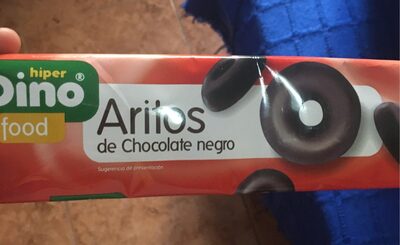 hiper
Dino®
food
Aritos
de Chocolate negro
Sugerencia de presentación